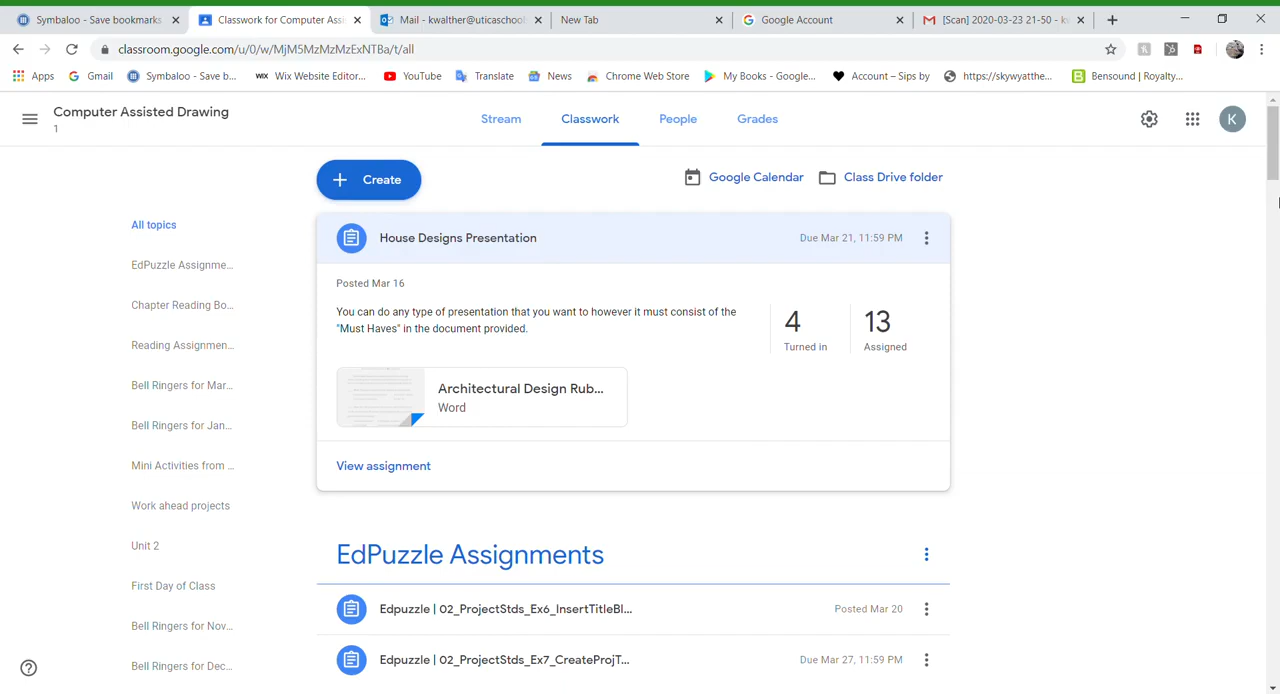 Symbaloo - Save bookmarks
Classwork for Computer Assi
Mail - kwalther@uticaschool
New Tab
Google Account
[Scan] 2020-03-23 21-50 - k
classroom.google.com/u/0/w/MjM5MzMzMzExNTBa/t/all
Apps
Gmail
Symbaloo - Save b...
Wix Website Editor...
YouTube
Translate
News
Chrome Web Store
My Books - Google...
Account – Sips by
https://skywyatthe...
Bensound | Royalty...
Computer Assisted Drawing
1
Stream
Classwork
People
Grades
K
Create
Google Calendar
Class Drive folder
All topics
EdPuzzle Assignme...
Chapter Reading Bo...
Reading Assignmen...
Bell Ringers for Mar...
Bell Ringers for Jan...
Mini Activities from ...
Work ahead projects
Unit 2
First Day of Class
Bell Ringers for Nov...
Bell Ringers for Dec...
House Designs Presentation
Due Mar 21, 11:59 PM
Posted Mar 16
You can do any type of presentation that you want to however it must consist of the
"Must Haves" in the document provided.
4
Turned in
13
Assigned
Architectural Design Rub...
Word
View assignment
EdPuzzle Assignments
Edpuzzle | 02_ProjectStds_Ex6_InsertTitleBl...
Posted Mar 20
Edpuzzle | 02_ProjectStds_Ex7_CreateProjT...
Due Mar 27, 11:59 PM